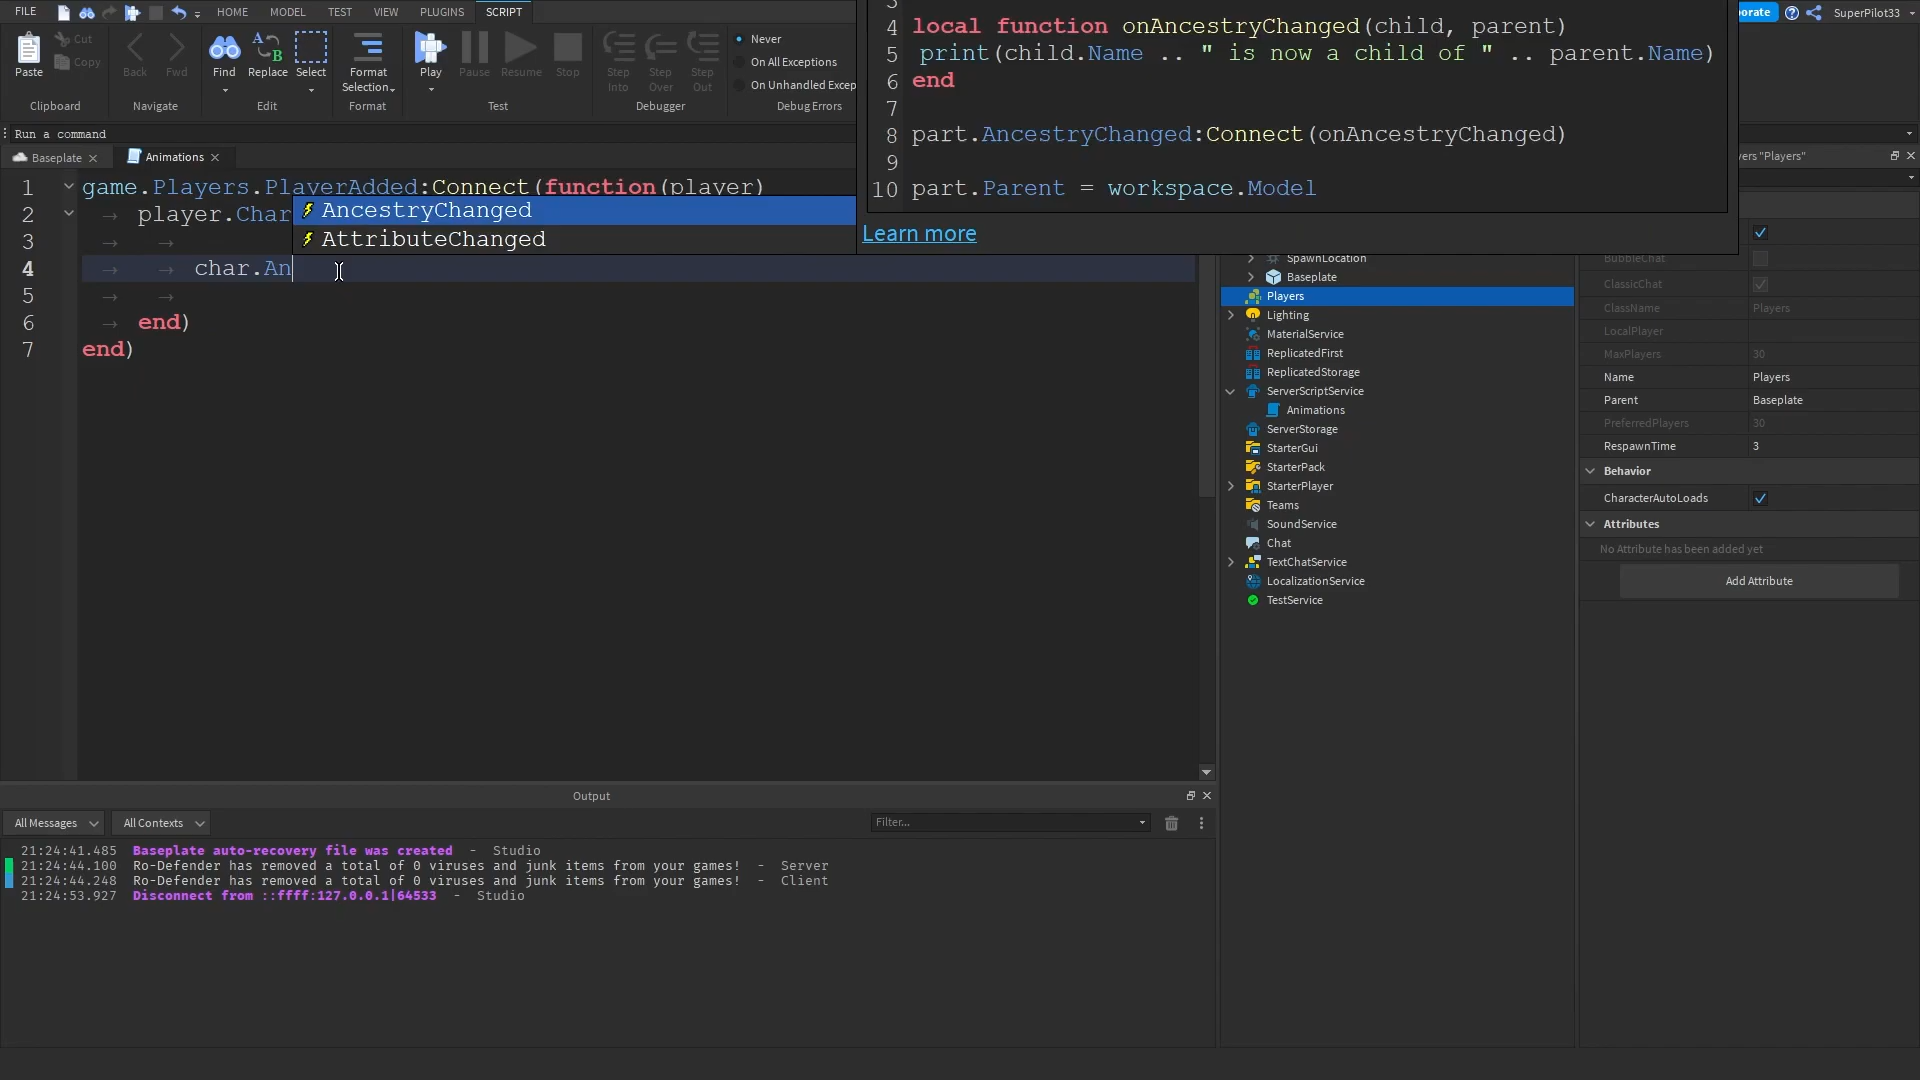 FILE
HOME
MODEL
TEST
VIEW
PLUGINS
SCRIPT
Paste
Cut
Copy
Clipboard
Back
Fwd
Navigate
Find
Replace
Select
Edit
Format
Selection
Format
Play
Pause
Resume
Stop
Test
Step
Into
Step
Over
Step
Out
Debugger
Never
On All Exceptions
On Unhandled Excep
Debug Errors
SuperPilot33
Run a command
Baseplate
Animations
1 game.Players.PlayerAdded:Connect(function(player)
2 player.Char
3
4 char.An
5
6 end)
7 end)
AncestryChanged
AttributeChanged
4 local function onAncestryChanged(child, parent)
5 print(child.Name .. " is now a child of " .. parent.Name)
6 end
7
8 part.AncestryChanged:Connect(onAncestryChanged)
9
10 part.Parent = workspace.Model
Learn more
SpawnLocation
Baseplate
Players
Lighting
MaterialService
ReplicatedFirst
ReplicatedStorage
ServerScriptService
Animations
ServerStorage
StarterGui
StarterPack
StarterPlayer
Teams
SoundService
Chat
TextChatService
LocalizationService
TestService
"Players"
BubbleChat
ClassicChat
ClassName Players
LocalPlayer
MaxPlayers 30
Name Players
Parent Baseplate
PreferredPlayers 30
RespawnTime 3
Behavior
CharacterAutoLoads
Attributes
No Attribute has been added yet
Add Attribute
Output
All Messages
All Contexts
Filter...
21:24:41.485 Baseplate auto-recovery file was created - Studio
21:24:44.100 Ro-Defender has removed a total of 0 viruses and junk items from your games! - Server
21:24:44.248 Ro-Defender has removed a total of 0 viruses and junk items from your games! - Client
21:24:53.927 Disconnect from ::ffff:127.0.0.1|64533 - Studio